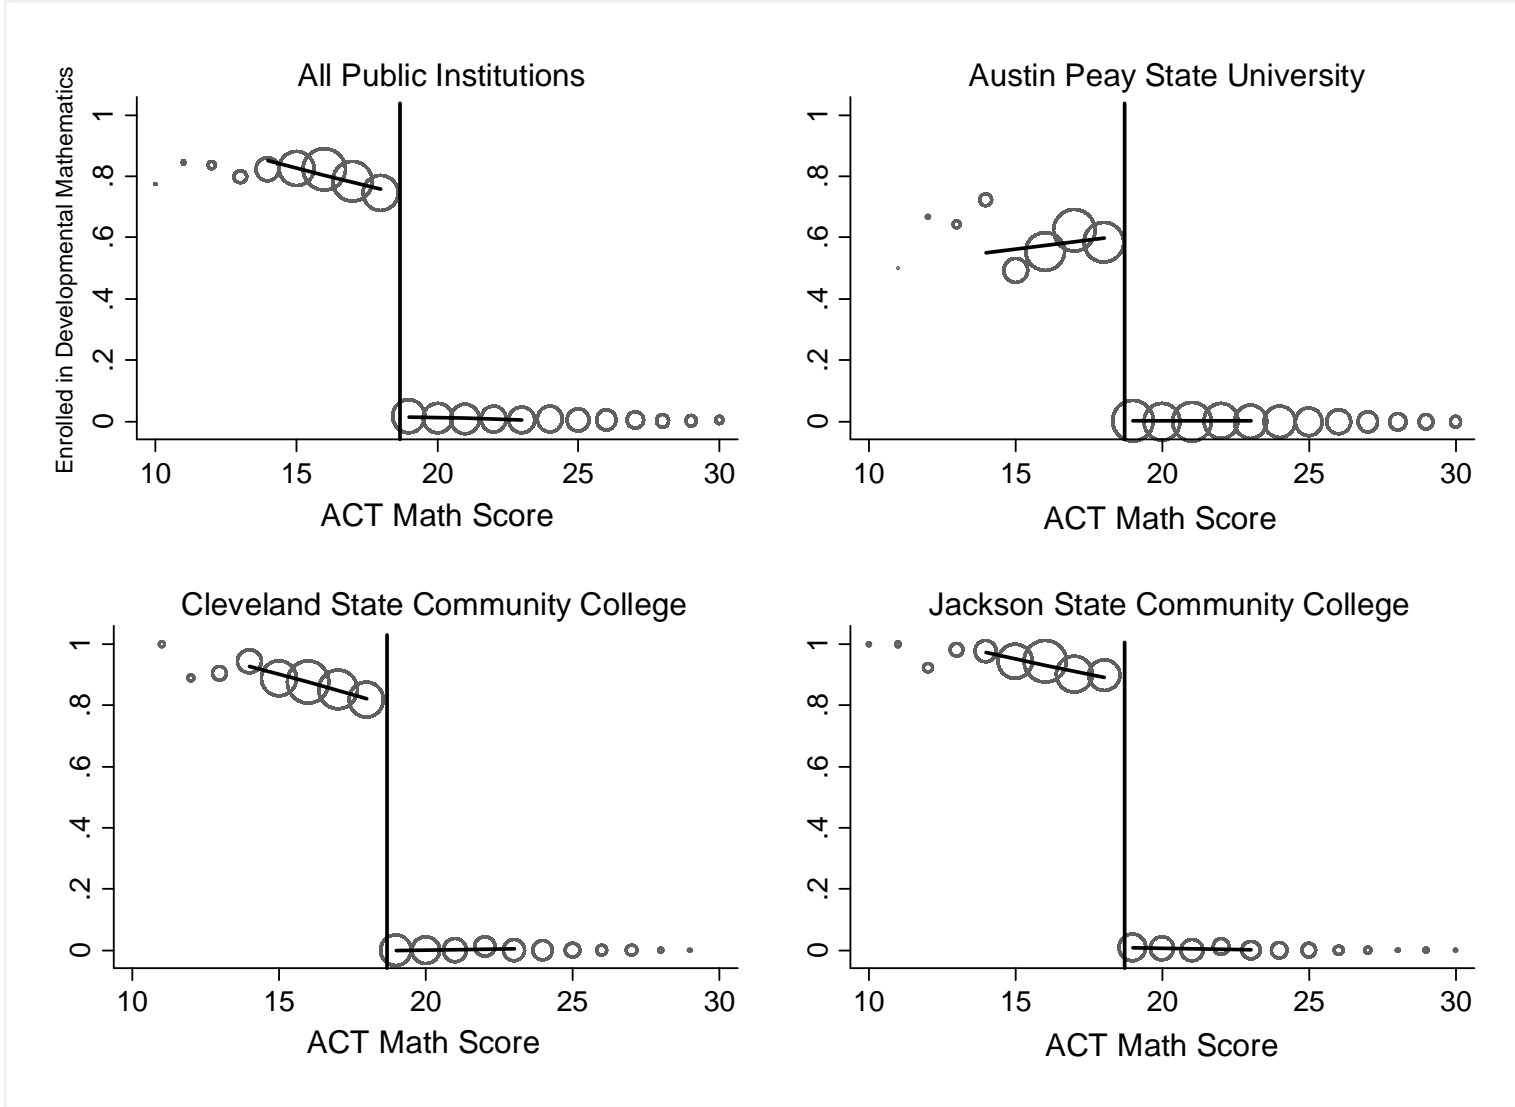 All Public Institutions
Enrolled in Developmental Mathematics
1
.8
.6
.4
.2
0
10 15 20 25 30
ACT Math Score
Austin Peay State University
1
.8
.6
.4
.2
0
10 15 20 25 30
ACT Math Score
Cleveland State Community College
1
.8
.6
.4
.2
0
10 15 20 25 30
ACT Math Score
Jackson State Community College
1
.8
.6
.4
.2
0
10 15 20 25 30
ACT Math Score